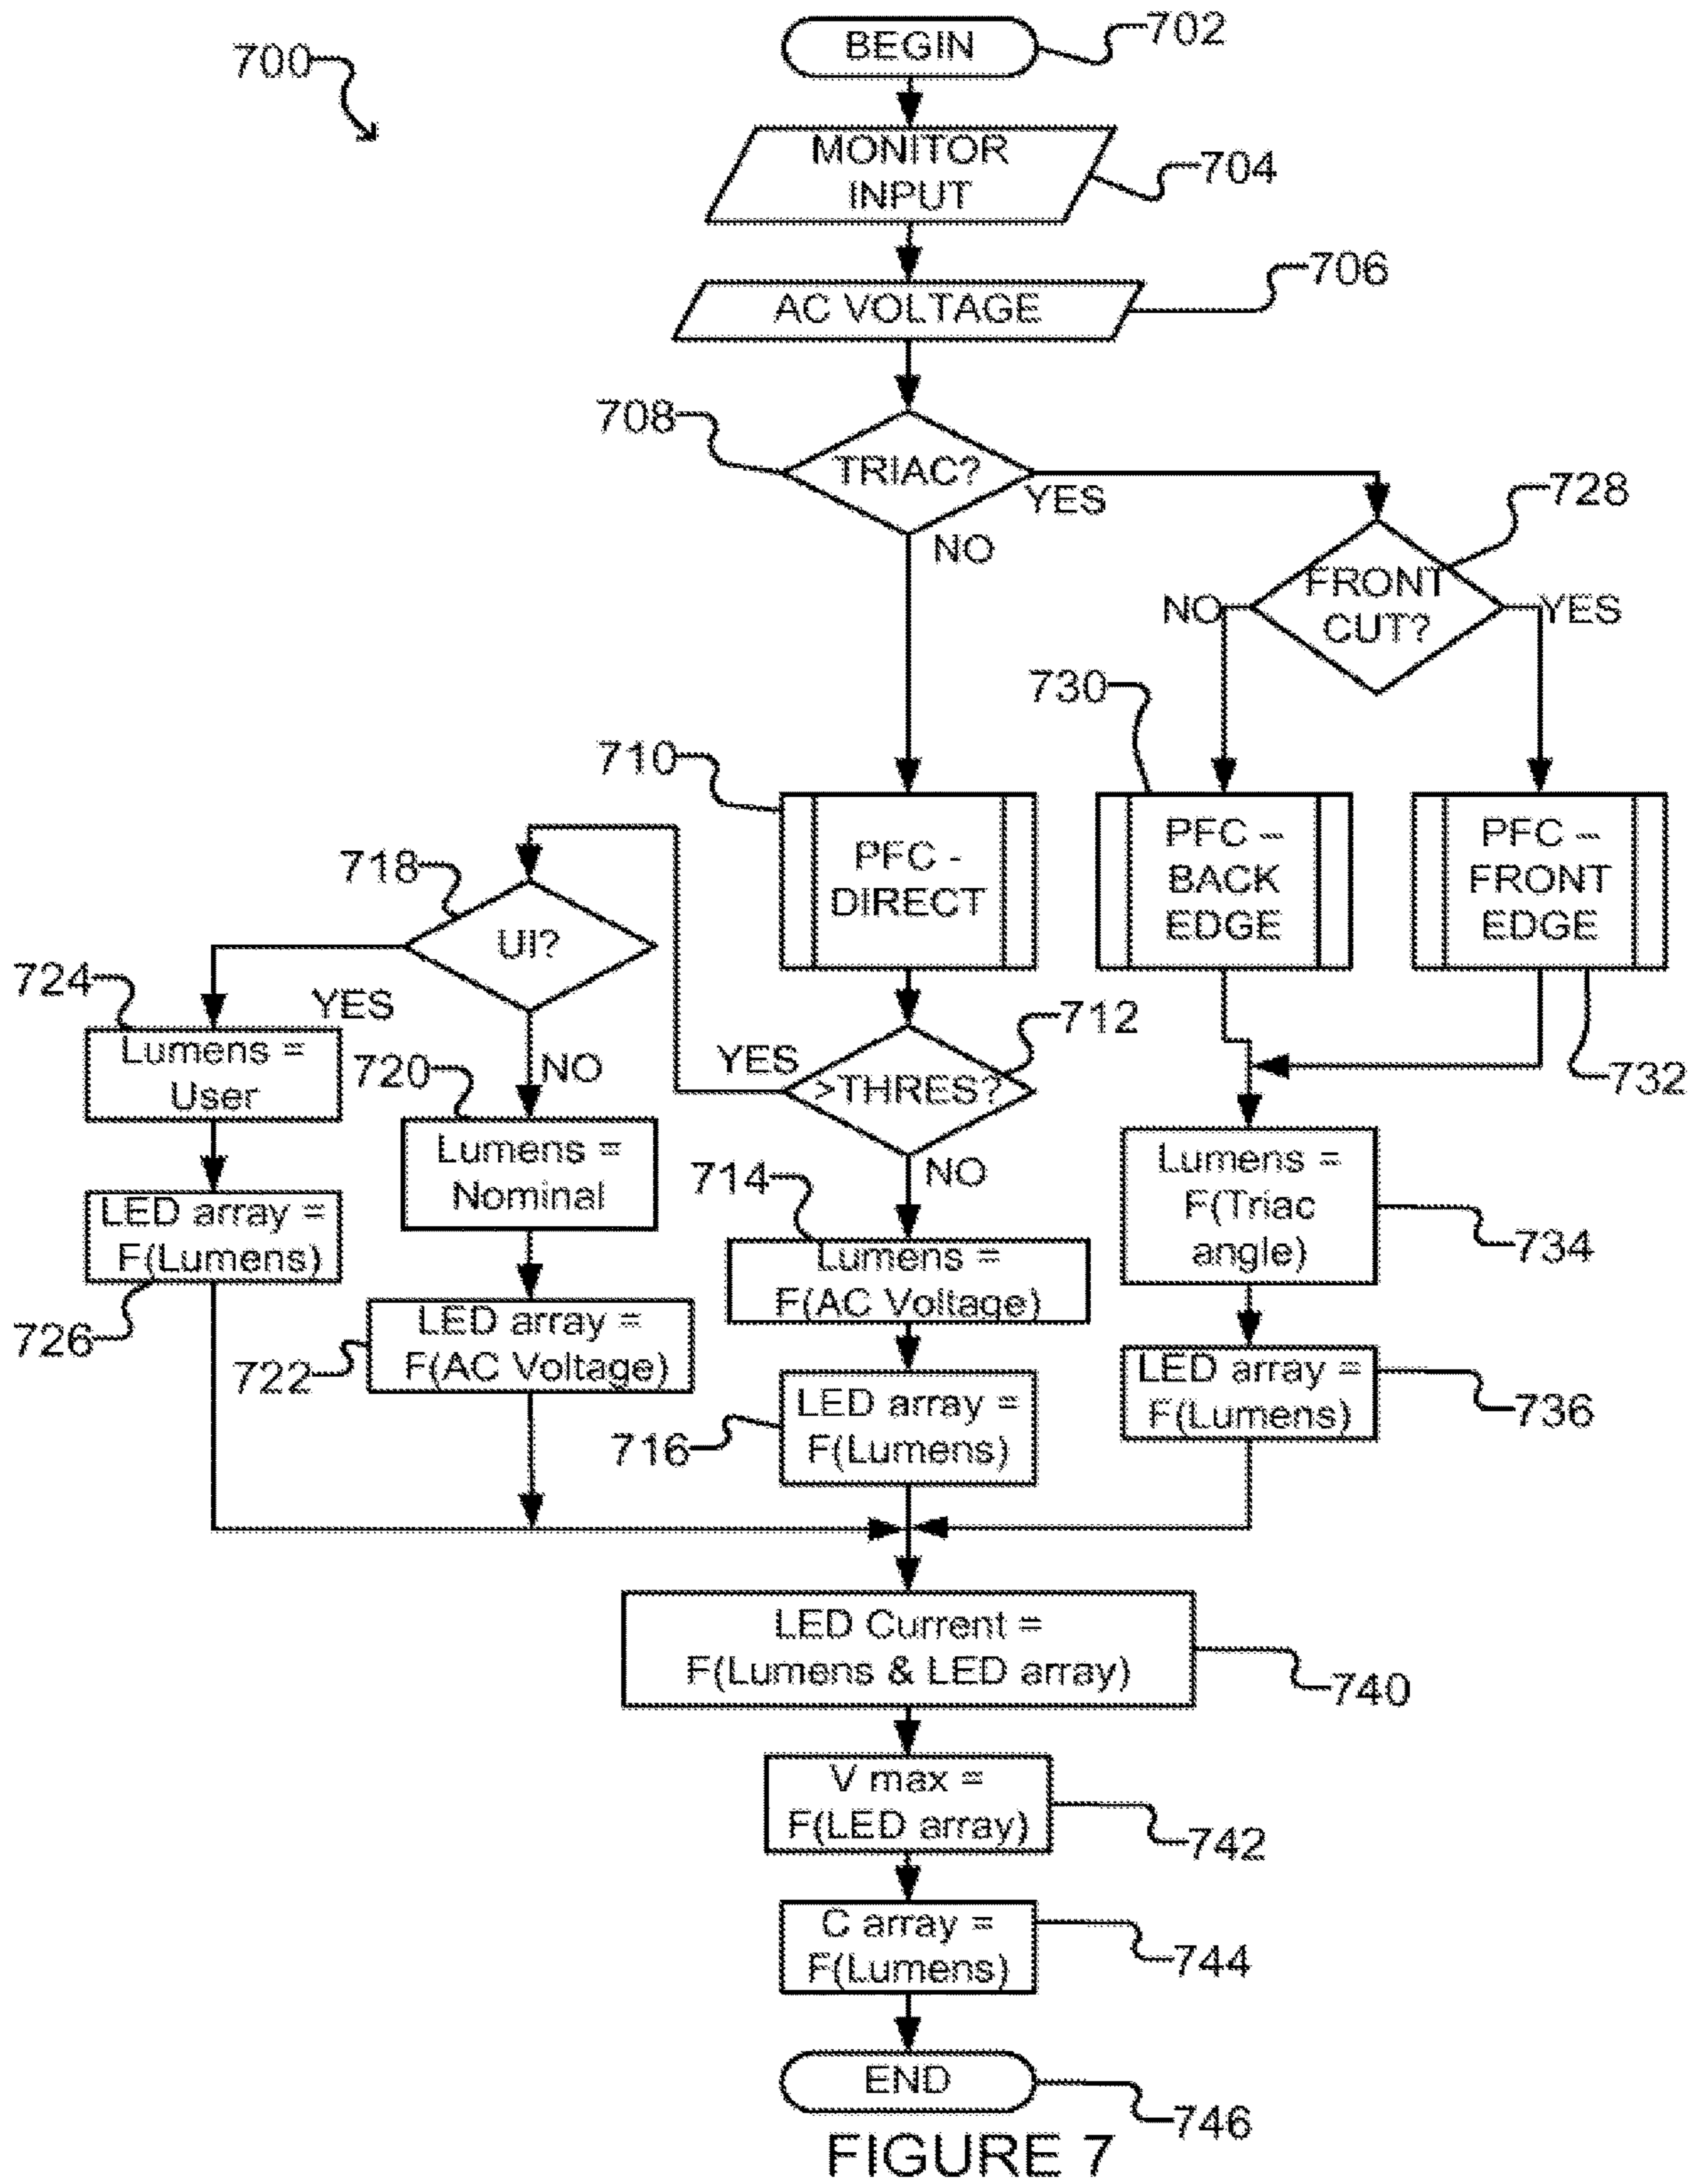 700
BEGIN
702
MONITOR
INPUT
704
AC VOLTAGE
706
708
TRIAC?
YES
NO
728
FRONT
CUT?
NO
YES
730
710
PFC -
DIRECT
PFC –
BACK
EDGE
PFC –
FRONT
EDGE
718
UI?
724
YES
Lumens =
User
720
NO
YES
>THRES?
712
732
Lumens =
Nominal
714
NO
Lumens =
F(Triac
angle)
734
LED array =
F(Lumens)
726
Lumens =
F(AC Voltage)
722
LED array =
F(AC Voltage)
716
LED array =
F(Lumens)
LED array =
F(Lumens)
736
LED Current =
F(Lumens & LED array)
740
V max =
F(LED array)
742
C array =
F(Lumens)
744
END
746
FIGURE 7